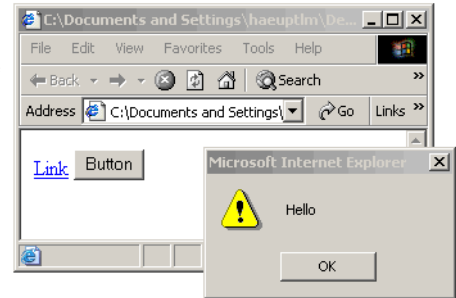 C:\Documents and Settings\haeuptlm\De...
File Edit View Favorites Tools Help
Back Search »
Address C:\Documents and Settings\ Go Links »
Link Button
Microsoft Internet Explorer
Hello
OK